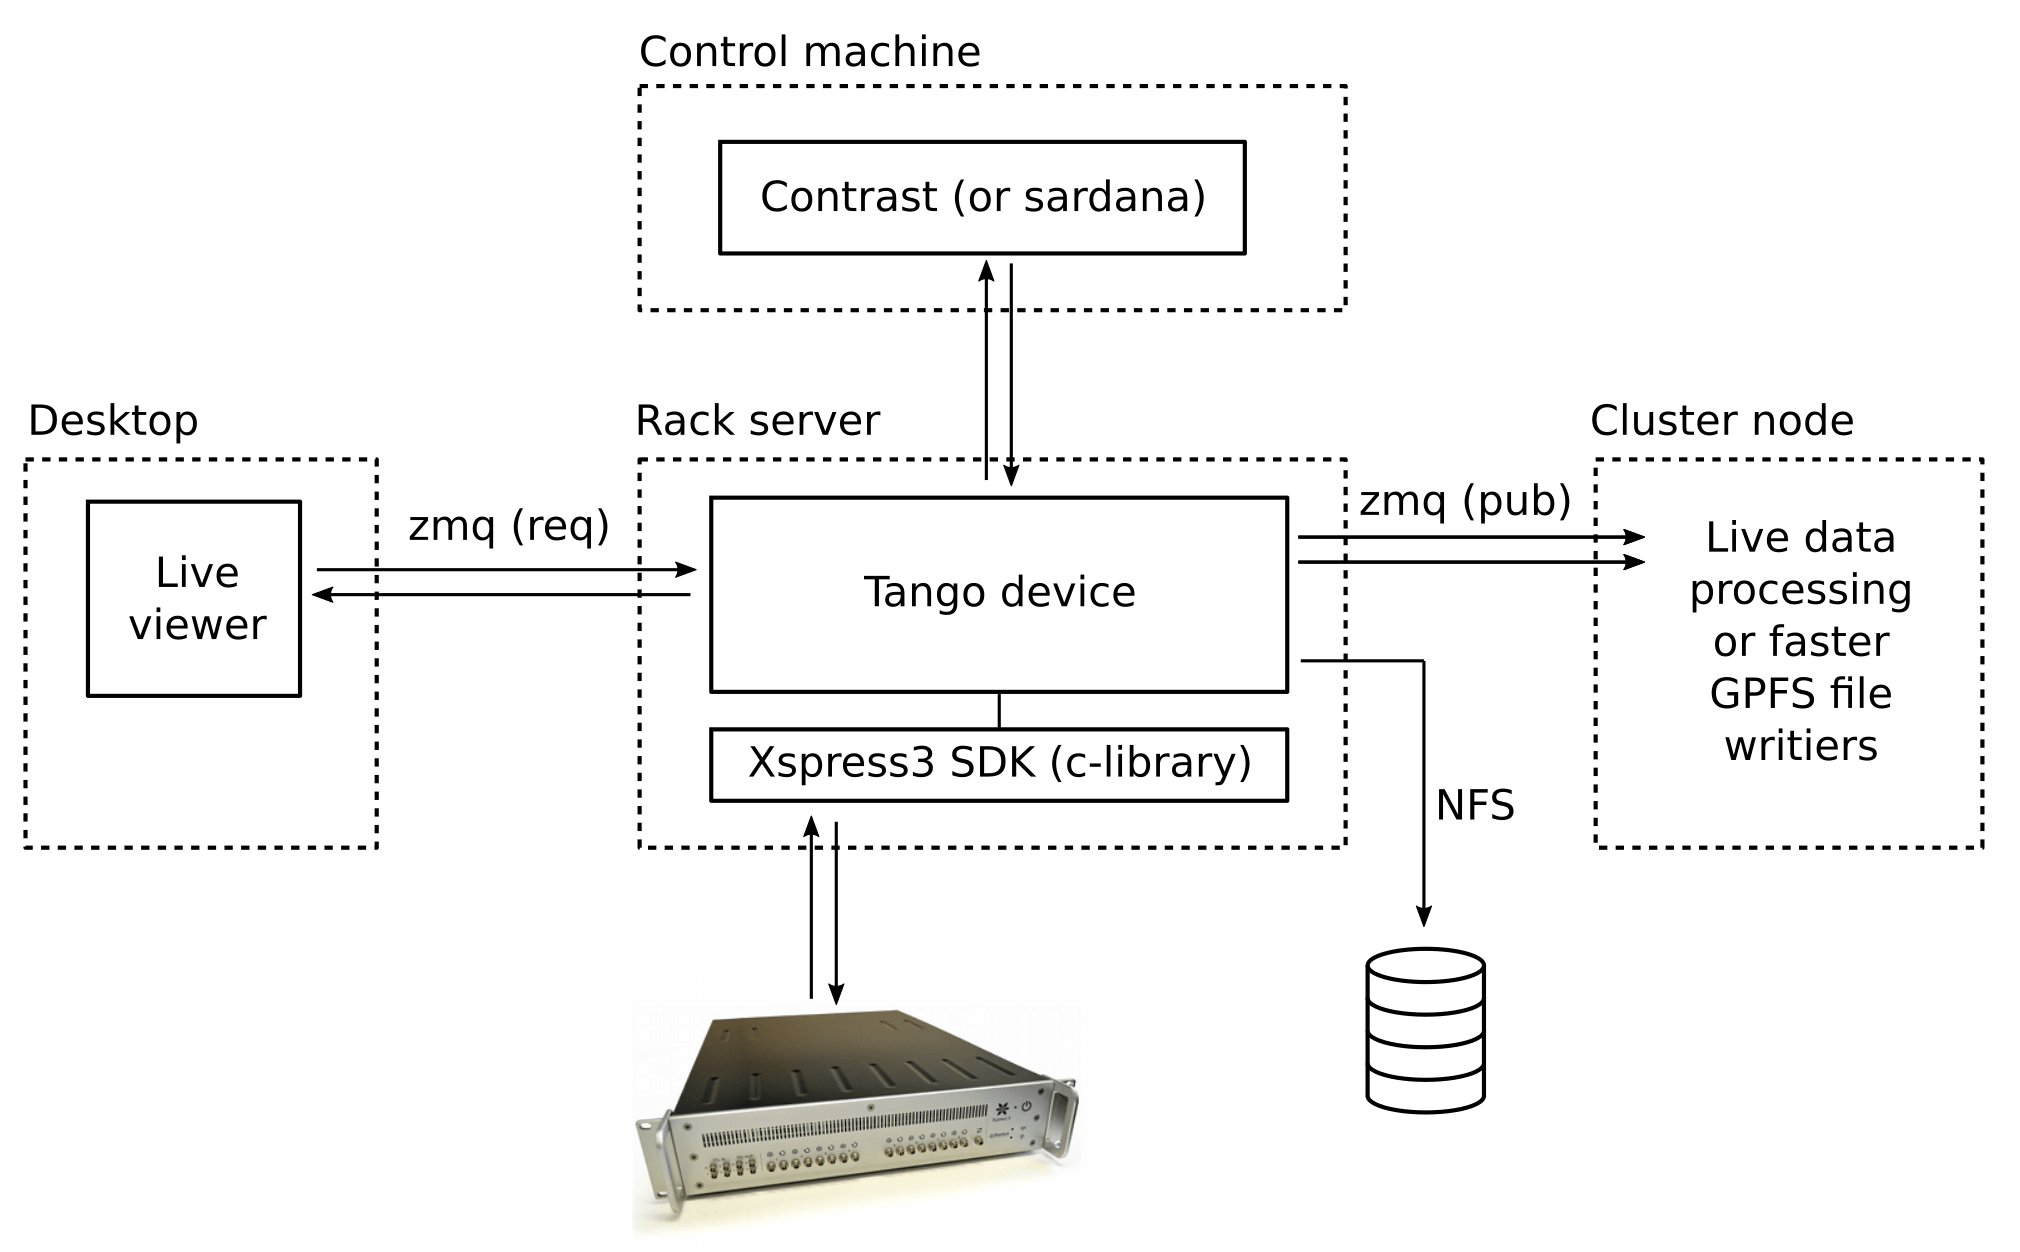 Control machine
Contrast (or sardana)
Desktop
Rack server
Cluster node
zmq (req)
zmq (pub)
Live
viewer
Tango device
Live data
processing
or faster
GPFS file
writiers
Xspress3 SDK (c-library)
NFS